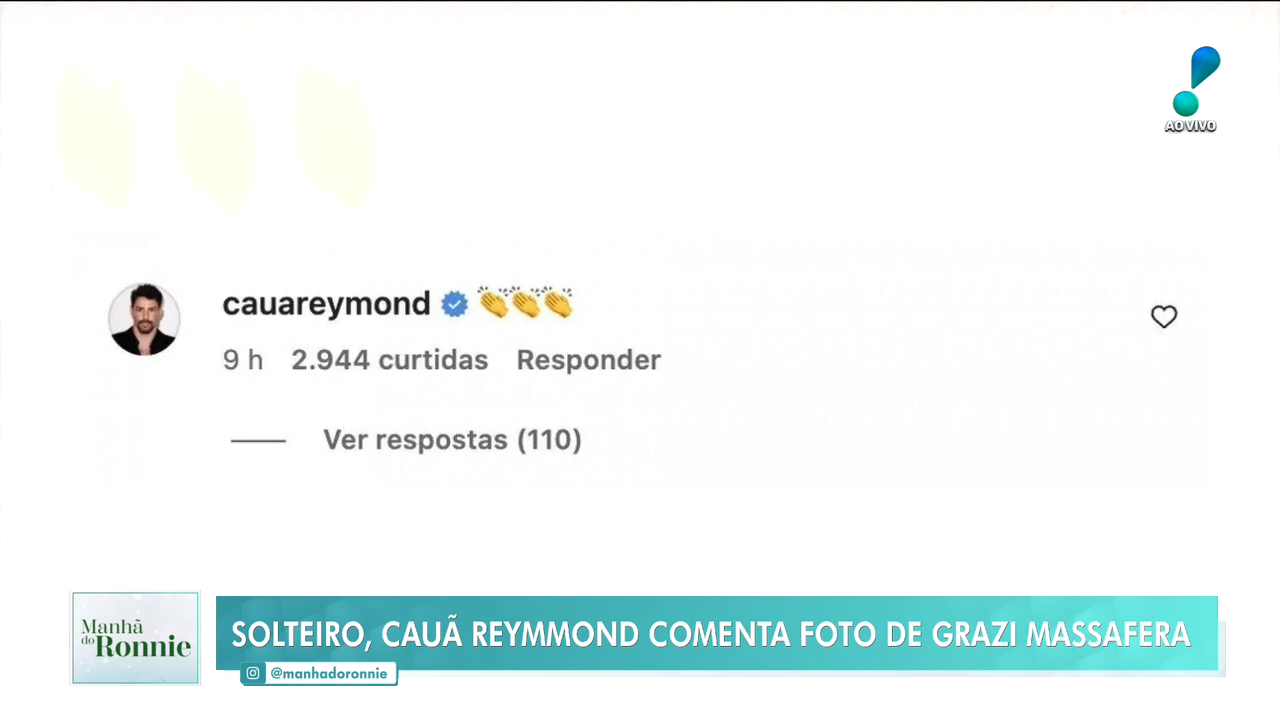 AO VIVO
cauareymond 👏👏👏
9 h 2.944 curtidas Responder
Ver respostas (110)
Manhã
do Ronnie
SOLTEIRO, CAUÃ REYMMOND COMENTA FOTO DE GRAZI MASSAFERA
@manhadoronnie